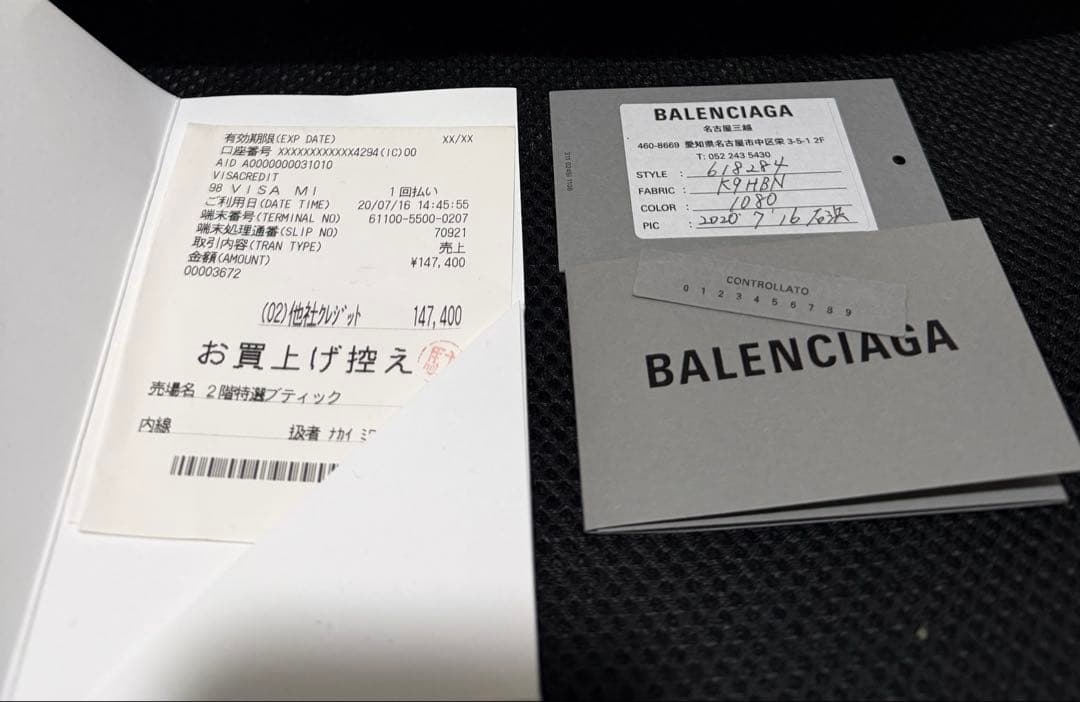 有効期限(EXP DATE) XX/XX
口座番号 XXXXXXXXXXXX4294(IC)00
AID A0000000031010
VISACREDIT
98 VISA MI 1回払い
ご利用日(DATE TIME) 20/07/16 14:45:55
端末番号(TERMINAL NO) 61100-5500-0207
端末処理通番(SLIP NO) 70921
取引内容(TRAN TYPE) 売上
金額(AMOUNT) ¥147,400
00003672
(02)他社クレジット 147,400
お買上げ控え
売場名 2階特選ブティック
内線 扱者 ナカイ ミワ
BALENCIAGA
名古屋三越
460-8669 愛知県名古屋市中区栄 3-5-1 2F
T: 052 243 5430
STYLE : 618284
FABRIC : K9HBN
COLOR : 1080
PIC : 2020 7 16 石浜
CONTROLLATO
0 1 2 3 4 5 6 7 8 9
BALENCIAGA